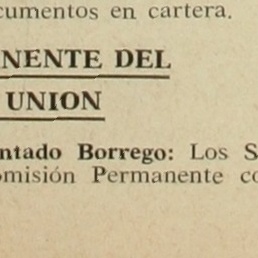 cumentos en cartera.
NENTE DEL
UNION
ntado Borrego: Los S
omisión Permanente co